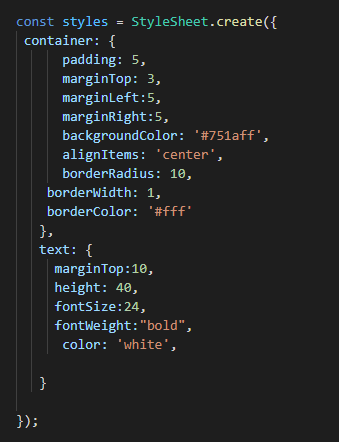 const styles = StyleSheet.create({
container: {
padding: 5,
marginTop: 3,
marginLeft:5,
marginRight:5,
backgroundColor: '#751aff',
alignItems: 'center',
borderRadius: 10,
borderWidth: 1,
borderColor: '#fff'
},
text: {
marginTop:10,
height: 40,
fontSize:24,
fontWeight:"bold",
color: 'white',
}
});